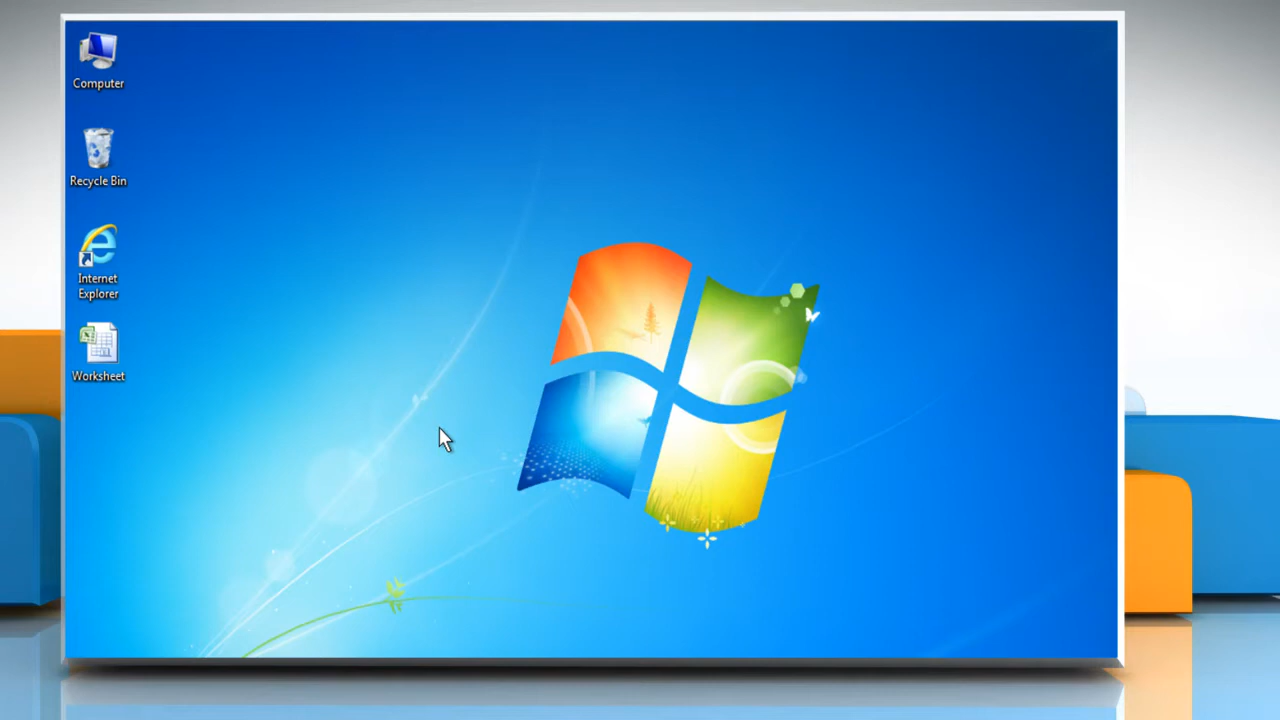 Computer
Recycle Bin
Internet
Explorer
Worksheet